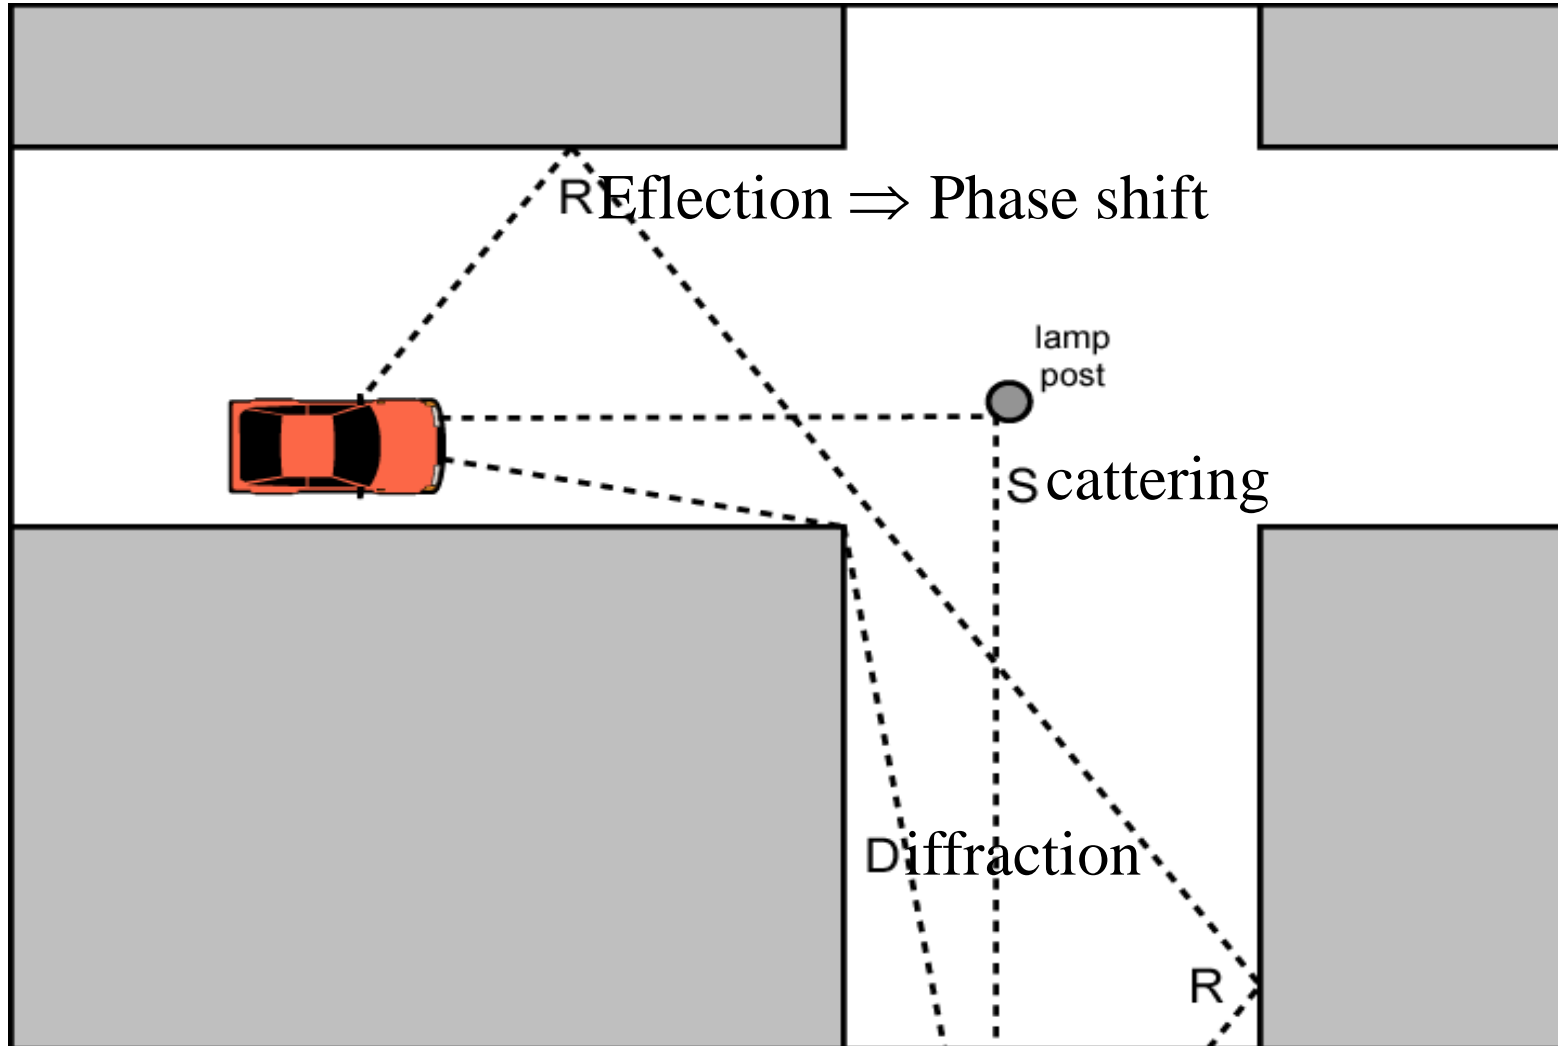 REflection ⇒ Phase shift
lamp
post
Scattering
Diffraction
R